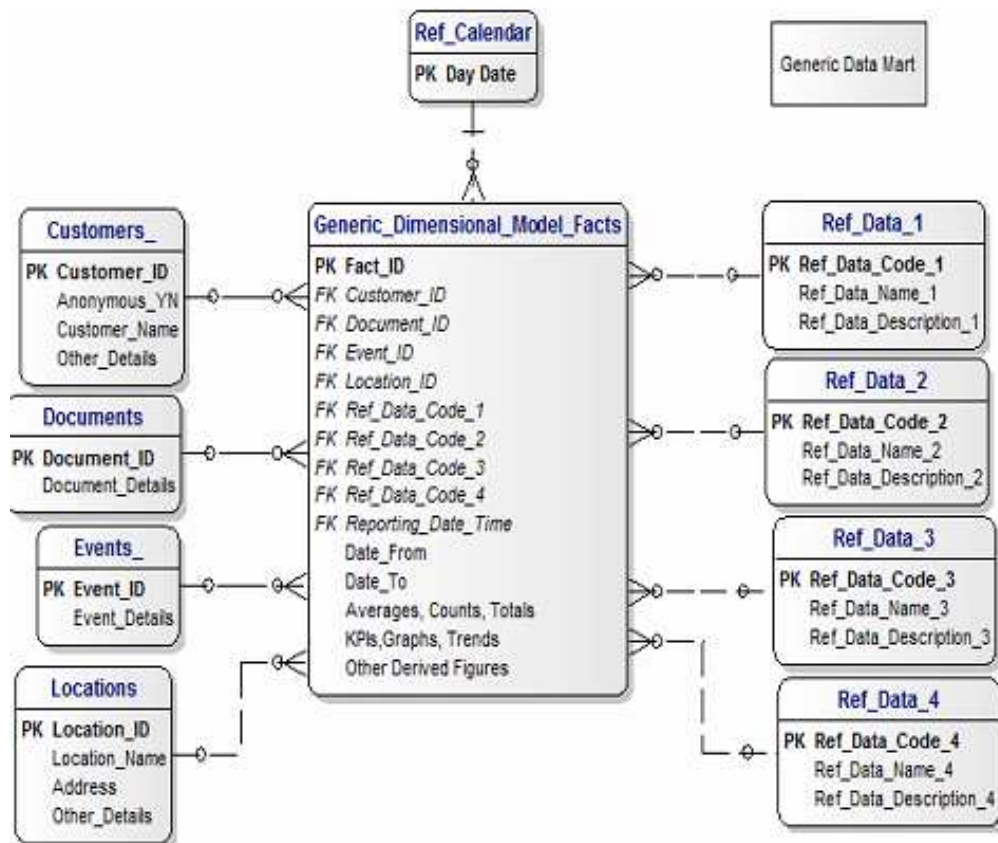 Ref_Calendar
PK Day Date
Generic Data Mart
Customers_
PK Customer_ID
Anonymous_YN
Customer_Name
Other_Details
Documents
PK Document_ID
Document_Details
Events_
PK Event_ID
Event_Details
Locations
PK Location_ID
Location_Name
Address
Other_Details
Generic_Dimensional_Model_Facts
PK Fact_ID
FK Customer_ID
FK Document_ID
FK Event_ID
FK Location_ID
FK Ref_Data_Code_1
FK Ref_Data_Code_2
FK Ref_Data_Code_3
FK Ref_Data_Code_4
FK Reporting_Date_Time
Date_From
Date_To
Averages, Counts, Totals
KPIs,Graphs, Trends
Other Derived Figures
Ref_Data_1
PK Ref_Data_Code_1
Ref_Data_Name_1
Ref_Data_Description_1
Ref_Data_2
PK Ref_Data_Code_2
Ref_Data_Name_2
Ref_Data_Description_2
Ref_Data_3
PK Ref_Data_Code_3
Ref_Data_Name_3
Ref_Data_Description_3
Ref_Data_4
PK Ref_Data_Code_4
Ref_Data_Name_4
Ref_Data_Description_4